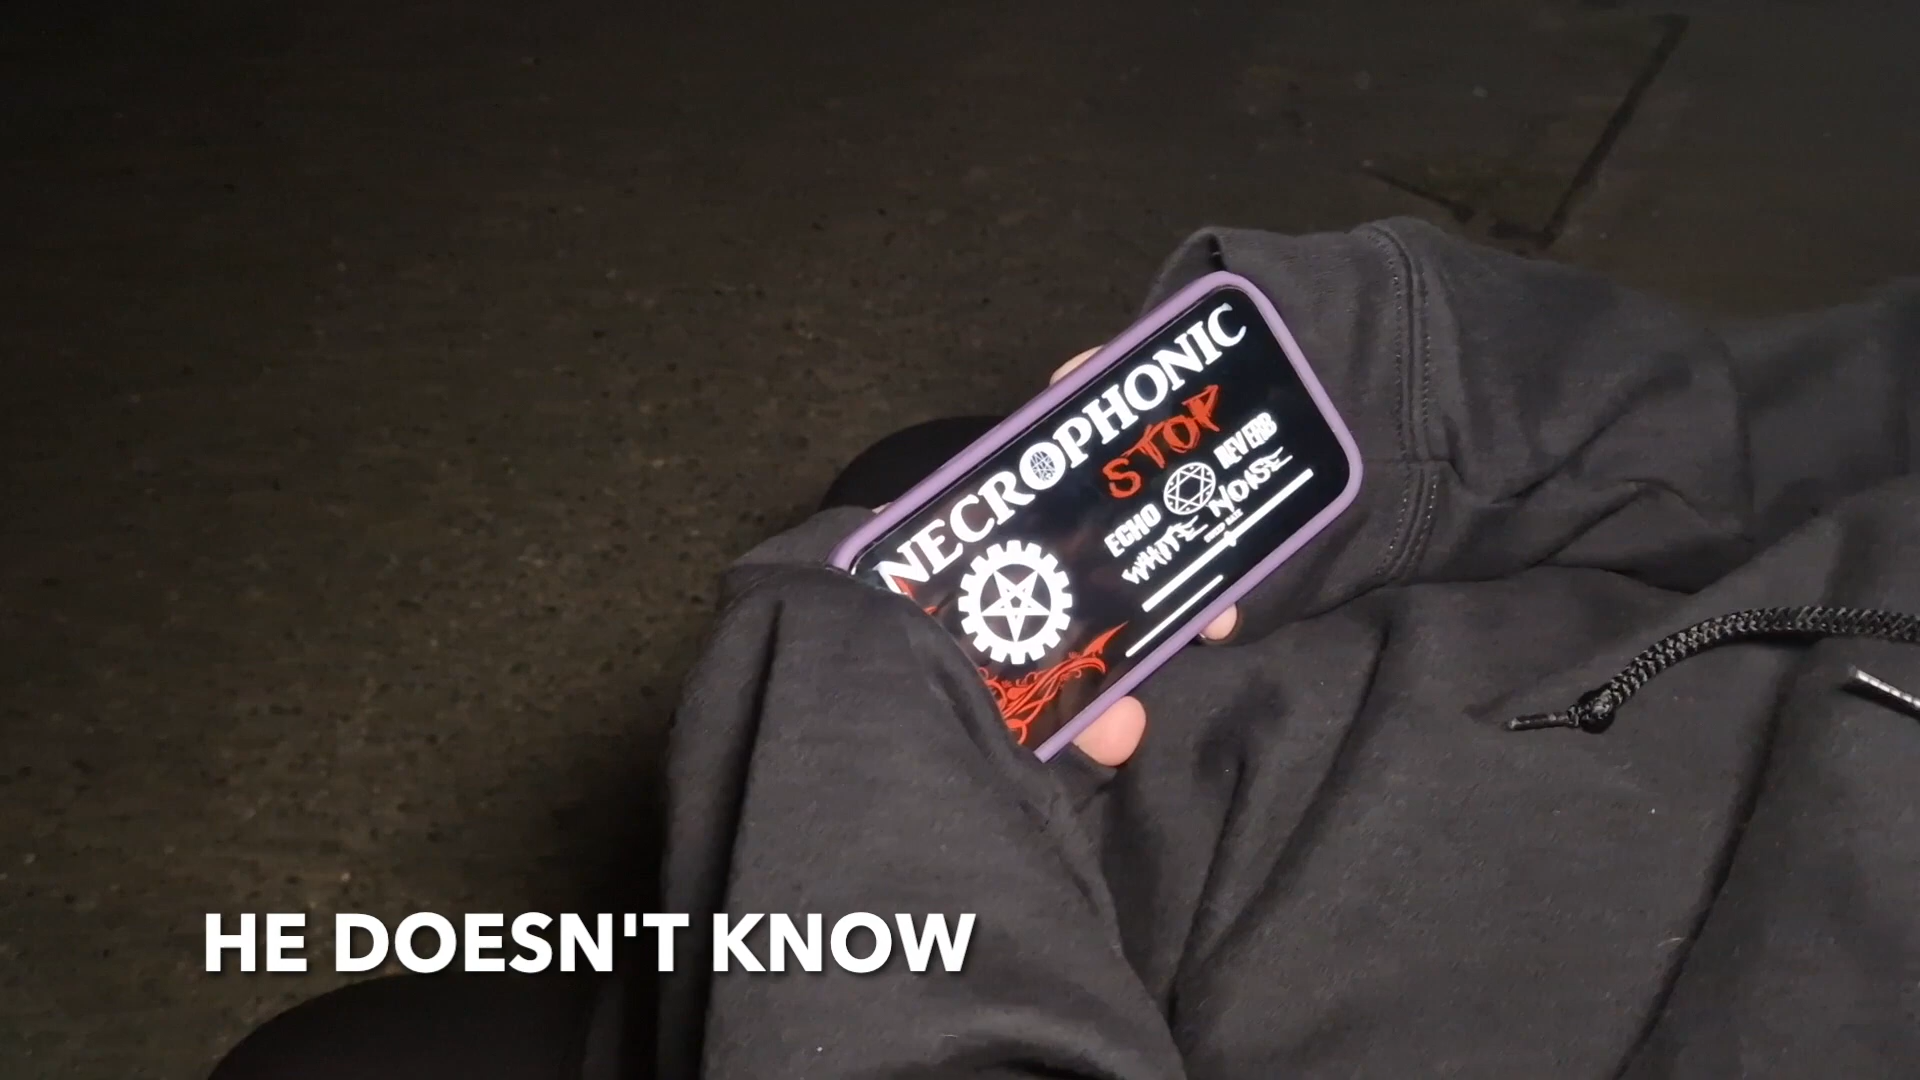 NECROPHONIC
STOP
ECHO REVERB
WHITE NOISE
HE DOESN'T KNOW